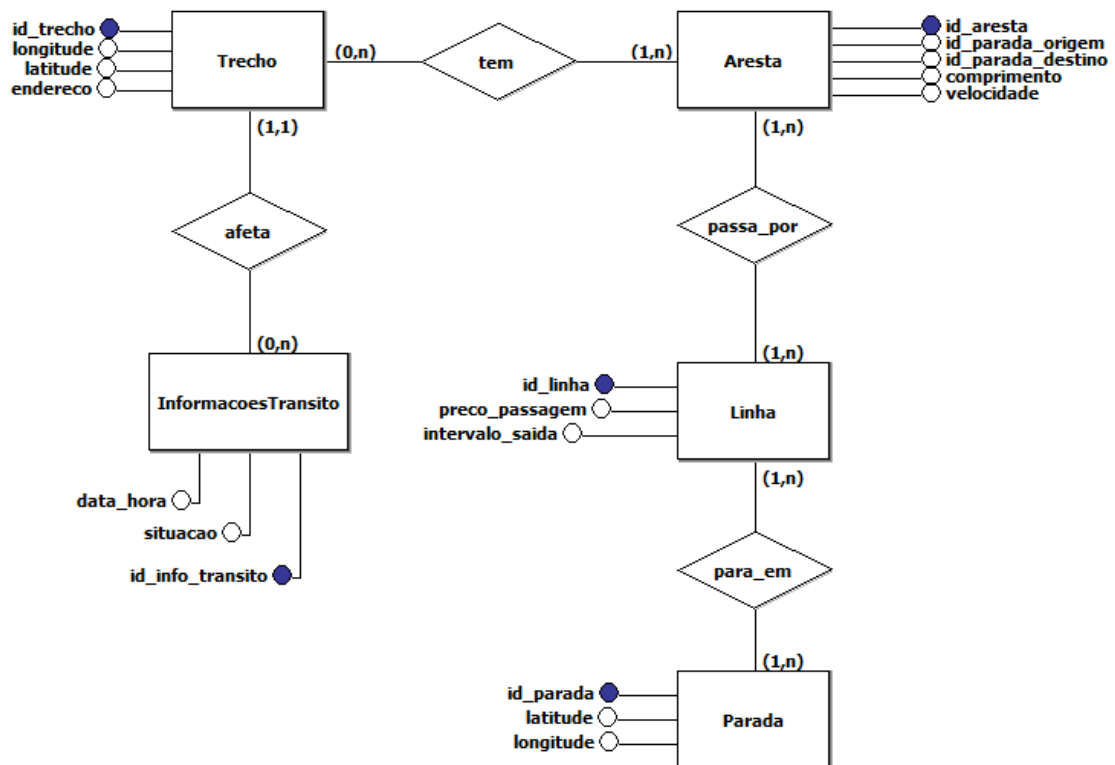 id_trecho
longitude
latitude
endereco
Trecho
(0,n)
tem
(1,n)
Aresta
id_aresta
id_parada_origem
id_parada_destino
comprimento
velocidade
(1,1)
(1,n)
afeta
passa_por
(0,n)
(1,n)
InformacoesTransito
id_linha
preco_passagem
intervalo_saida
Linha
data_hora
situacao
id_info_transito
(1,n)
para_em
(1,n)
id_parada
latitude
longitude
Parada